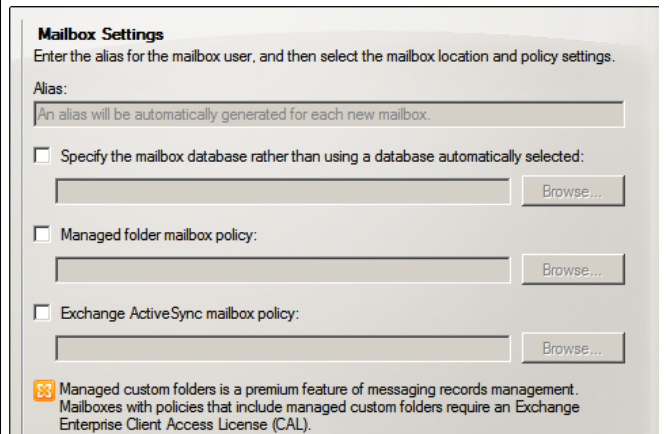 Mailbox Settings
Enter the alias for the mailbox user, and then select the mailbox location and policy settings.
Alias:
An alias will be automatically generated for each new mailbox.
Specify the mailbox database rather than using a database automatically selected:
Browse...
Managed folder mailbox policy:
Browse...
Exchange ActiveSync mailbox policy:
Browse...
Managed custom folders is a premium feature of messaging records management.
Mailboxes with policies that include managed custom folders require an Exchange
Enterprise Client Access License (CAL).